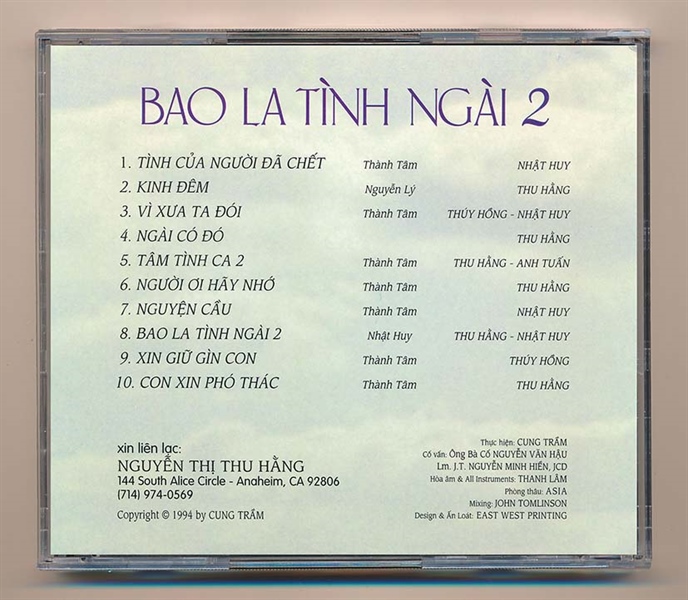 BAO LA TÌNH NGÀI 2
1. TÌNH CỦA NGƯỜI ĐÃ CHẾT Thành Tâm NHẬT HUY
2. KINH ĐÊM Nguyễn Lý THU HẰNG
3. VÌ XƯA TA ĐÓI Thành Tâm THÚY HỒNG - NHẬT HUY
4. NGÀI CÓ ĐÓ THU HẰNG
5. TÂM TÌNH CA 2 Thành Tâm THU HẰNG - ANH TUẤN
6. NGƯỜI ƠI HÃY NHỚ Thành Tâm THU HẰNG
7. NGUYỆN CẦU Thành Tâm NHẬT HUY
8. BAO LA TÌNH NGÀI 2 Nhật Huy THU HẰNG - NHẬT HUY
9. XIN GIỮ GÌN CON Thành Tâm THÚY HỒNG
10. CON XIN PHÓ THÁC Thành Tâm THU HẰNG
xin liên lạc:
NGUYỄN THỊ THU HẰNG
144 South Alice Circle - Anaheim, CA 92806
(714) 974-0569
Copyright © 1994 by CUNG TRẦM
Thực hiện: CUNG TRẦM
Cố vấn: Ông Bà Cố NGUYỄN VĂN HẬU
Lm. J.T. NGUYỄN MINH HIỂN, JCD
Hòa âm & All Instruments: THANH LÂM
Phòng thâu: ASIA
Mixing: JOHN TOMLINSON
Design & Ấn Loát: EAST WEST PRINTING